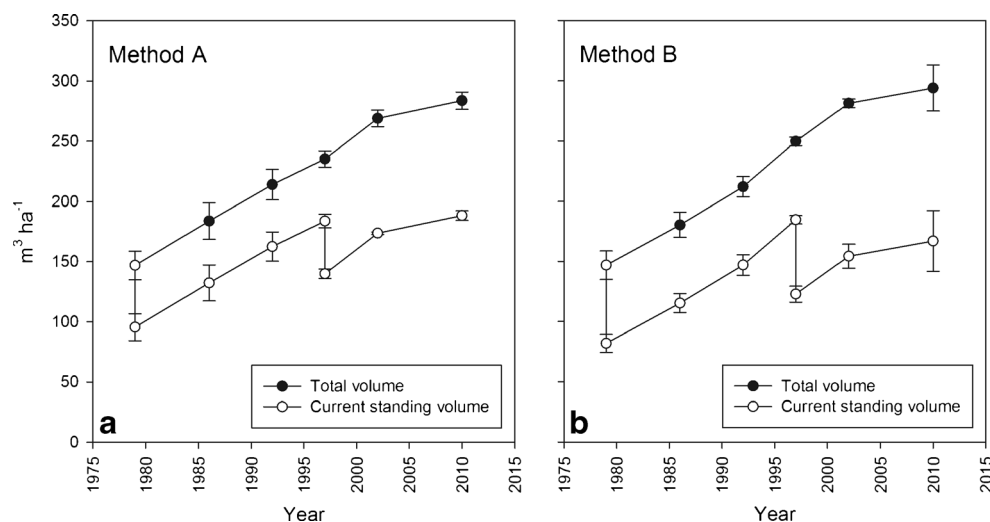 350
300
250
200
150
100
50
0
m³ ha⁻¹
Method A
Total volume
Current standing volume
a
1975
1980
1985
1990
1995
2000
2005
2010
2015
Year
Method B
Total volume
Current standing volume
b
1975
1980
1985
1990
1995
2000
2005
2010
2015
Year